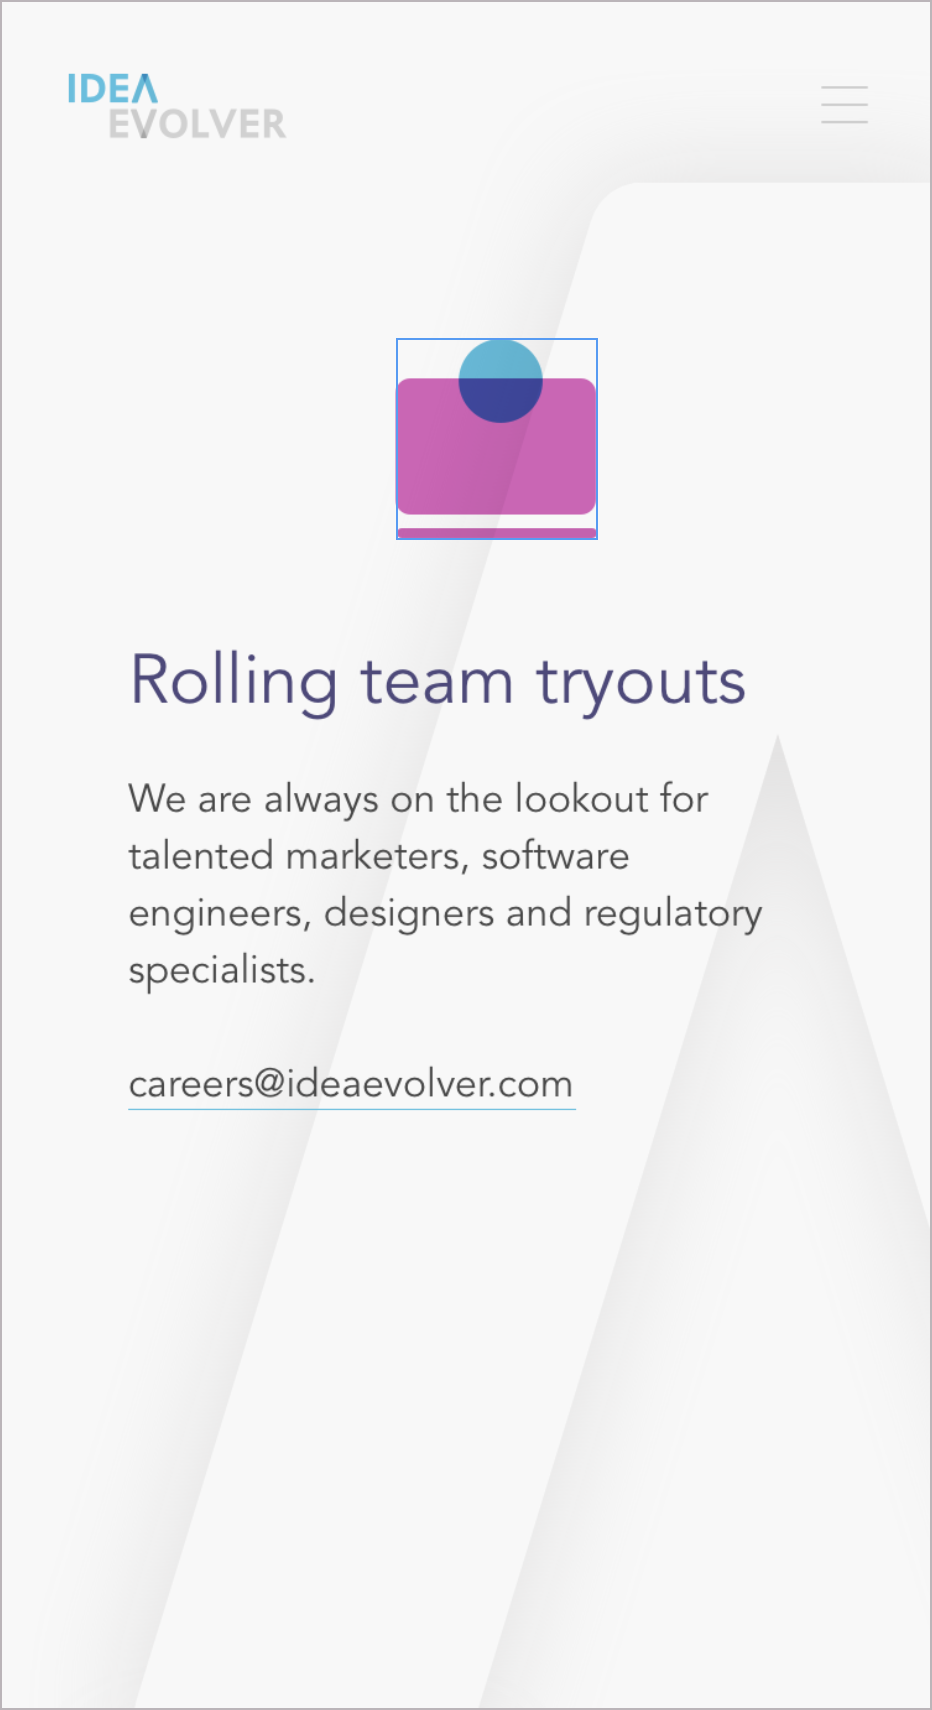 IDEA
EVOLVER
Rolling team tryouts
We are always on the lookout for
talented marketers, software
engineers, designers and regulatory
specialists.
careers@ideaevolver.com